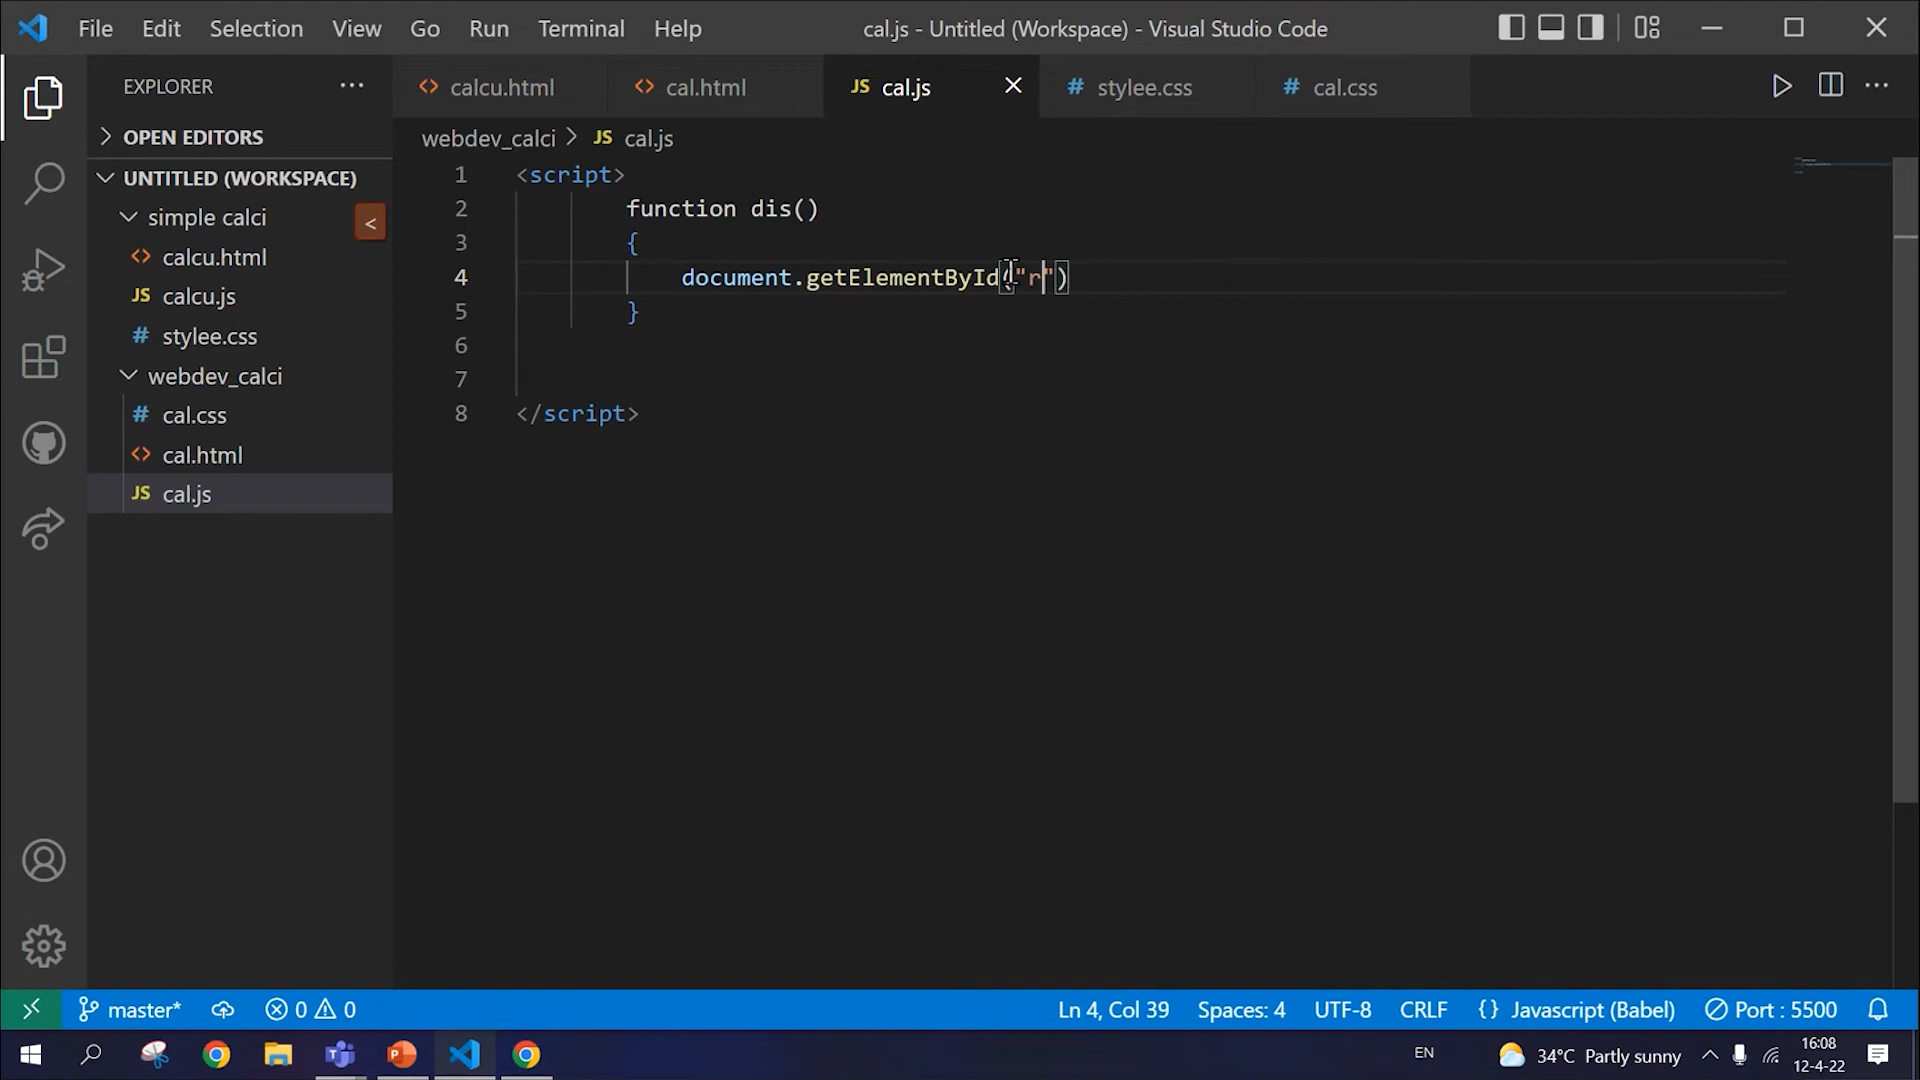 File Edit Selection View Go Run Terminal Help
cal.js - Untitled (Workspace) - Visual Studio Code
EXPLORER
calcu.html
cal.html
JS cal.js
# stylee.css
# cal.css
OPEN EDITORS
webdev_calci > JS cal.js
UNTITLED (WORKSPACE)
simple calci
<
calcu.html
JS calcu.js
# stylee.css
webdev_calci
# cal.css
cal.html
JS cal.js
1 <script>
2 function dis()
3 {
4 document.getElementById("r")
5 }
6
7
8 </script>
master* 0 0 Ln 4, Col 39 Spaces: 4 UTF-8 CRLF {} Javascript (Babel) Port : 5500
EN 34°C Partly sunny 16:08
12-4-22